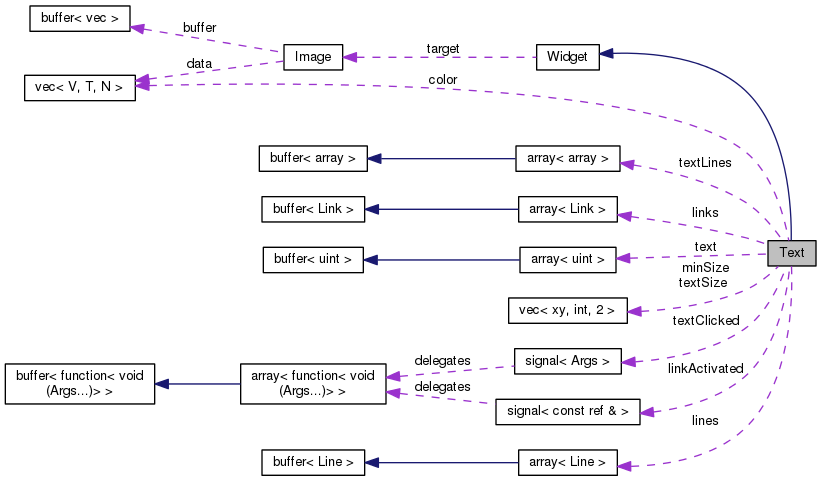 buffer< vec >
buffer
Image
target
Widget
data
vec< V, T, N >
color
buffer< array >
array< array >
textLines
buffer< Link >
array< Link >
links
buffer< uint >
array< uint >
text
Text
minSize
textSize
vec< xy, int, 2 >
textClicked
signal< Args >
delegates
buffer< function< void
(Args...)> >
array< function< void
(Args...)> >
linkActivated
delegates
signal< const ref & >
lines
buffer< Line >
array< Line >